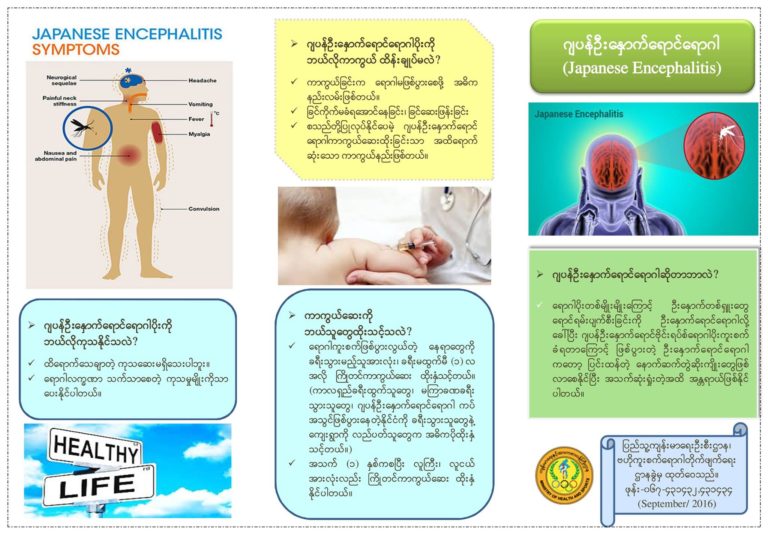 JAPANESE ENCEPHALITIS
SYMPTOMS
Neurogical
sequelae
Headache
Painful neck
stiffness
Vomiting
Fever
°C
Myalgia
Nausea and
abdominal pain
Convulsion
➢ ဂျပန်ဦးနှောက်ရောင်ရောဂါပိုးကို
ဘယ်လိုကုသနိုင်သလဲ?
✓ ထိရောက်သေချာတဲ့ ကုသဆေးမရှိသေးပါဘူး။
✓ ရောဂါလက္ခဏာ သက်သာစေတဲ့ ကုသမှုမျိုးကိုသာ
ပေးနိုင်ပါတယ်။
HEALTHY
LIFE
➢ ဂျပန်ဦးနှောက်ရောင်ရောဂါပိုးကို
ဘယ်လိုကာကွယ် ထိန်းချုပ်မလဲ?
✓ ကာကွယ်ခြင်းက ရောဂါမဖြစ်ပွားစေဖို့ အဓိက
နည်းလမ်းဖြစ်တယ်။
✓ ခြင်ကိုက်မခံရအောင်နေခြင်း၊ ခြင်ဆေးဖြန်းခြင်း
✓ စသည်တို့ပြုလုပ်နိုင်ပေမဲ့ ဂျပန်ဦးနှောက်ရောင်
ရောဂါကာကွယ်ဆေးထိုးခြင်းသာ အထိရောက်
ဆုံးသော ကာကွယ်နည်းဖြစ်တယ်။
➢ ကာကွယ်ဆေးကို
ဘယ်သူတွေထိုးသင့်သလဲ?
✓ ရောဂါကူးစက်ဖြစ်ပွားလွယ်တဲ့ နေရာတွေကို
ခရီးသွားမည့်သူအားလုံး၊ ခရီးမထွက်မီ (၁) လ
အလို ကြိုတင်ကာကွယ်ဆေး ထိုးနှံသင့်တယ်။
(ကာလရှည်ခရီးထွက်သူတွေ၊ မကြာခဏခရီး
သွားသူတွေ၊ ဂျပန်ဦးနှောက်ရောင်ရောဂါ ကပ်
အသွင်ဖြစ်ပွားနေတဲ့နိုင်ငံကို ခရီးသွားသူတွေနဲ့
ကျေးရွာကို လည်ပတ်သူတွေက အဓိကပိုထိုးနှံ
သင့်တယ်။)
✓ အသက် (၁) နှစ်ကစပြီး လူကြီး၊ လူငယ်
အားလုံးလည်း ကြိုတင်ကာကွယ်ဆေး ထိုးနှံ
နိုင်ပါတယ်။
ဂျပန်ဦးနှောက်ရောင်ရောဂါ
(Japanese Encephalitis)
Japanese Encephalitis
➢ ဂျပန်ဦးနှောက်ရောင်ရောဂါဆိုတာဘာလဲ?
✓ ရောဂါပိုးတစ်မျိုးမျိုးကြောင့် ဦးနှောက်တစ်ရှူးတွေ
ရောင်ရမ်းပျက်စီးခြင်းကို ဦးနှောက်ရောင်ရောဂါလို့
ခေါ်ပြီး ဂျပန်ဦးနှောက်ရောင်ဗိုင်းရပ်စ်ရောဂါပိုးကူးစက်
ခံရတာကြောင့် ဖြစ်ပွားတဲ့ ဦးနှောက်ရောင်ရောဂါ
ကတော့ ပြင်းထန်တဲ့ နောက်ဆက်တွဲဆိုးကျိုးတွေဖြစ်
လာစေနိုင်ပြီး အသက်ဆုံးရှုံးတဲ့အထိ အန္တရာယ်ဖြစ်နိုင်
ပါတယ်။
MINISTRY OF HEALTH AND SPORTS
ပြည်သူ့ကျန်းမာရေးဦးစီးဌာန၊
ဗဟိုကူးစက်ရောဂါတိုက်ဖျက်ရေး
ဌာနခွဲမှ ထုတ်ဝေသည်။
ဖုန်း-၀၆၇-၄၃၁၄၃၂,၄၃၁၄၃၄
(September/ 2016)